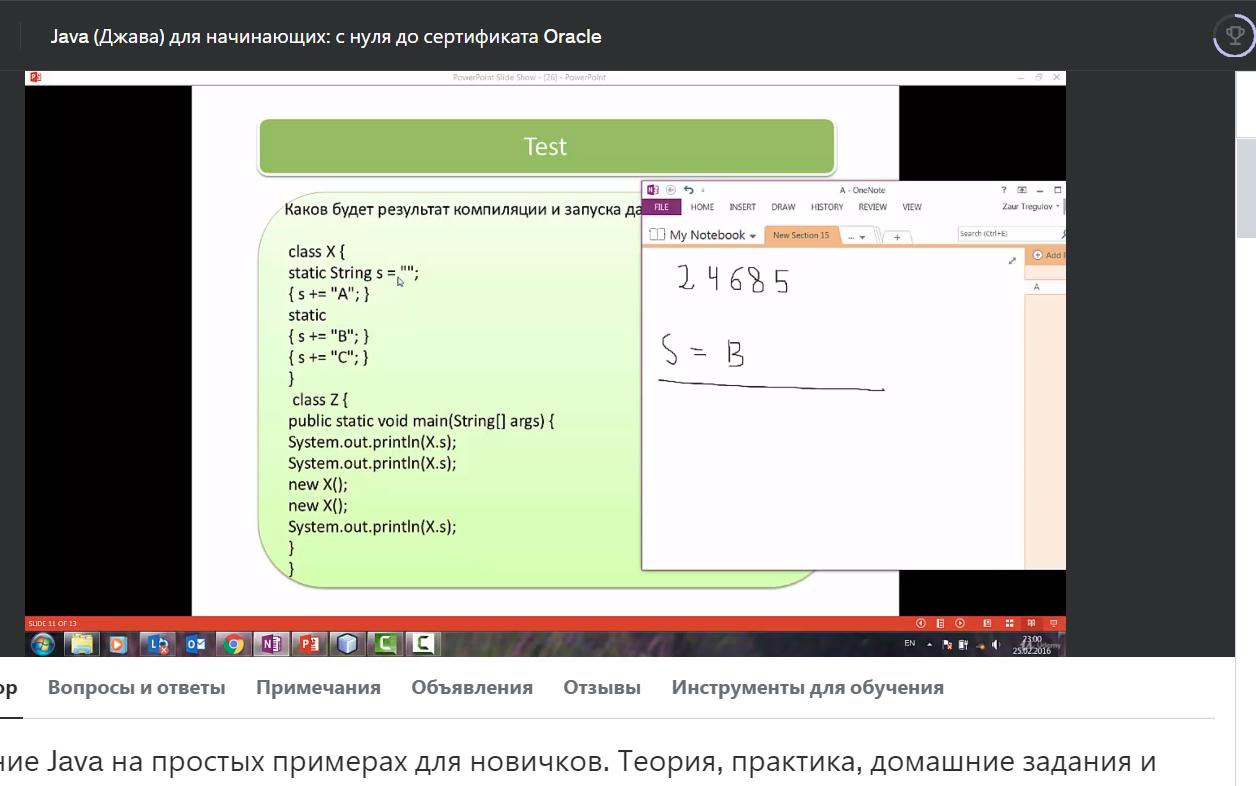 Java (Джава) для начинающих: с нуля до сертификата Oracle
PowerPoint Slide Show - [26] - PowerPoint
Test
Каков будет результат компиляции и запуска да
class X {
static String s = "";
{ s += "A"; }
static
{ s += "B"; }
{ s += "C"; }
}
class Z {
public static void main(String[] args) {
System.out.println(X.s);
System.out.println(X.s);
new X();
new X();
System.out.println(X.s);
}
}
A - OneNote
FILE HOME INSERT DRAW HISTORY REVIEW VIEW Zaur Tregulov
My Notebook New Section 15 ... + Search (Ctrl+E)
Add
A
24685
S = B
SLIDE 11 OF 13
EN 23:00
25.02.2016
ор Вопросы и ответы Примечания Объявления Отзывы Инструменты для обучения
ние Java на простых примерах для новичков. Теория, практика, домашние задания и